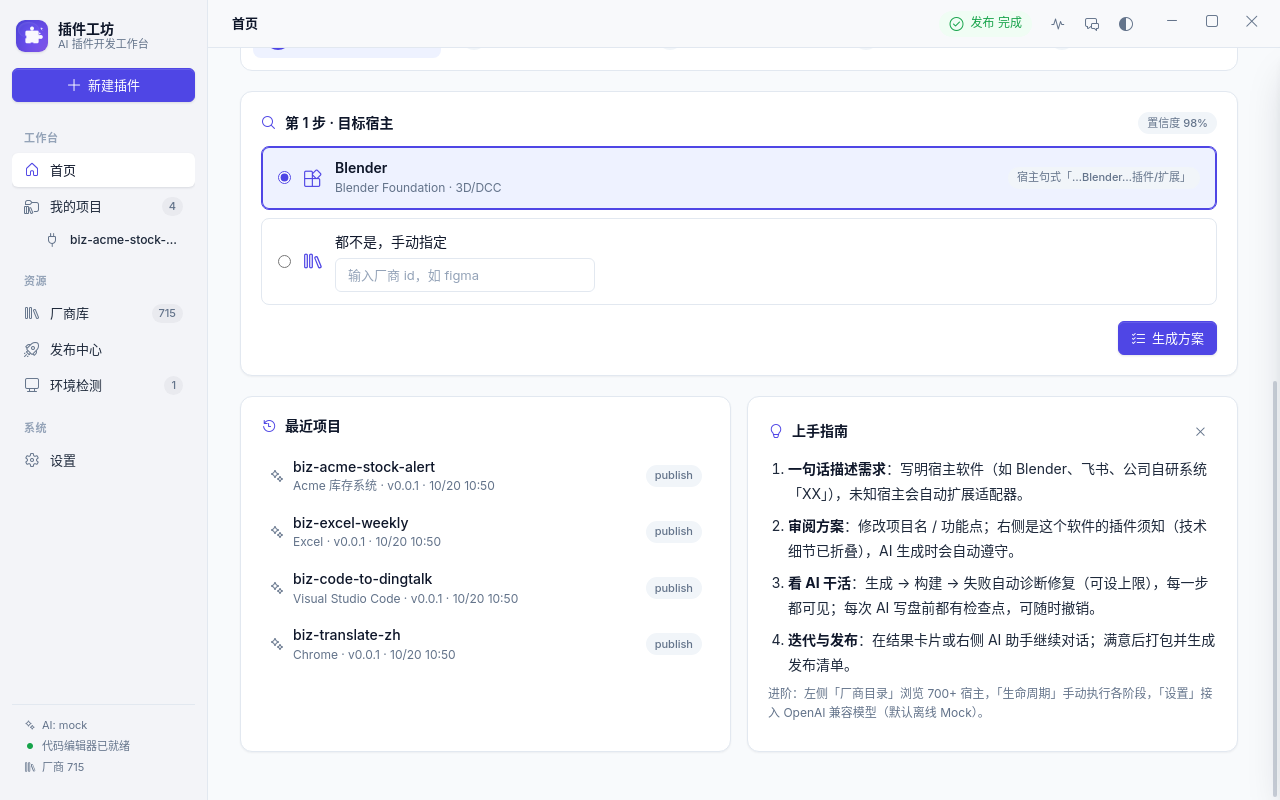 插件工坊
AI 插件开发工作台
新建插件
工作台
首页
我的项目 4
biz-acme-stock-...
资源
厂商库 715
发布中心
环境检测 1
系统
设置
AI: mock
代码编辑器已就绪
厂商 715
首页
发布 完成
第 1 步 · 目标宿主
置信度 98%
Blender
Blender Foundation · 3D/DCC
宿主句式「...Blender...插件/扩展」
都不是，手动指定
输入厂商 id，如 figma
生成方案
最近项目
biz-acme-stock-alert
Acme 库存系统 · v0.0.1 · 10/20 10:50
publish
biz-excel-weekly
Excel · v0.0.1 · 10/20 10:50
publish
biz-code-to-dingtalk
Visual Studio Code · v0.0.1 · 10/20 10:50
publish
biz-translate-zh
Chrome · v0.0.1 · 10/20 10:50
publish
上手指南
1. 一句话描述需求：写明宿主软件（如 Blender、飞书、公司自研系统
「XX」），未知宿主会自动扩展适配器。
2. 审阅方案：修改项目名 / 功能点；右侧是这个软件的插件须知（技术
细节已折叠），AI 生成时会自动遵守。
3. 看 AI 干活：生成 → 构建 → 失败自动诊断修复（可设上限），每一步
都可见；每次 AI 写盘前都有检查点，可随时撤销。
4. 迭代与发布：在结果卡片或右侧 AI 助手继续对话；满意后打包并生成
发布清单。
进阶：左侧「厂商目录」浏览 700+ 宿主，「生命周期」手动执行各阶段，「设置」接
入 OpenAI 兼容模型（默认离线 Mock）。